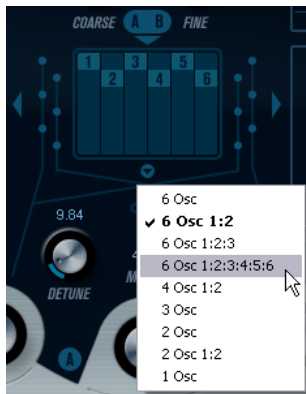 COARSE A B FINE
1 3 5
2 4 6
9.84
DETUNE
A
6 Osc
6 Osc 1:2
6 Osc 1:2:3
6 Osc 1:2:3:4:5:6
4 Osc 1:2
3 Osc
2 Osc
2 Osc 1:2
1 Osc